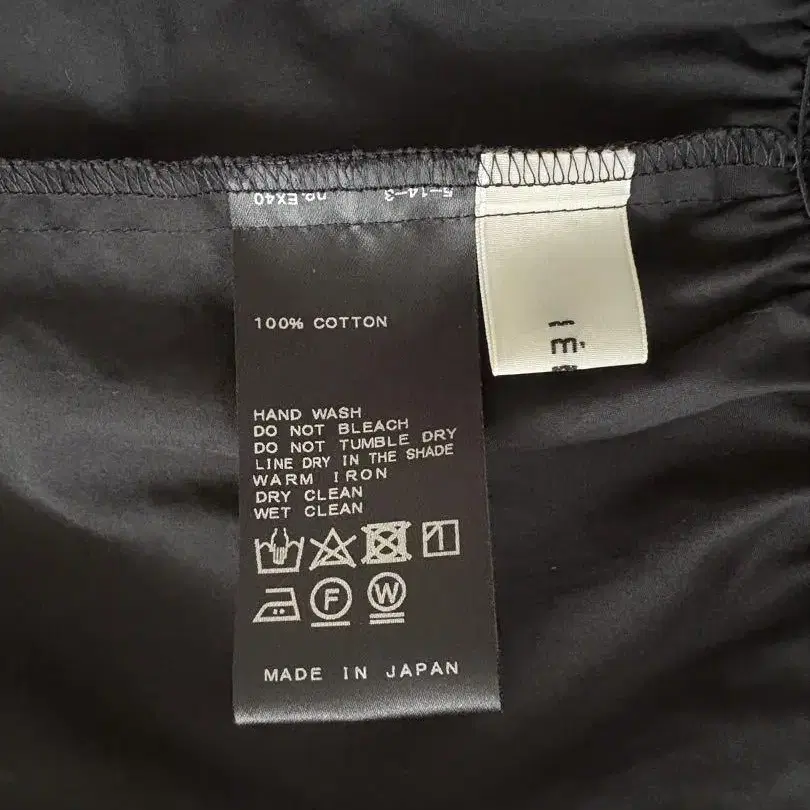 no.EX40 5-14-3
100% COTTON
HAND WASH
DO NOT BLEACH
DO NOT TUMBLE DRY
LINE DRY IN THE SHADE
WARM IRON
DRY CLEAN
WET CLEAN
F W
MADE IN JAPAN